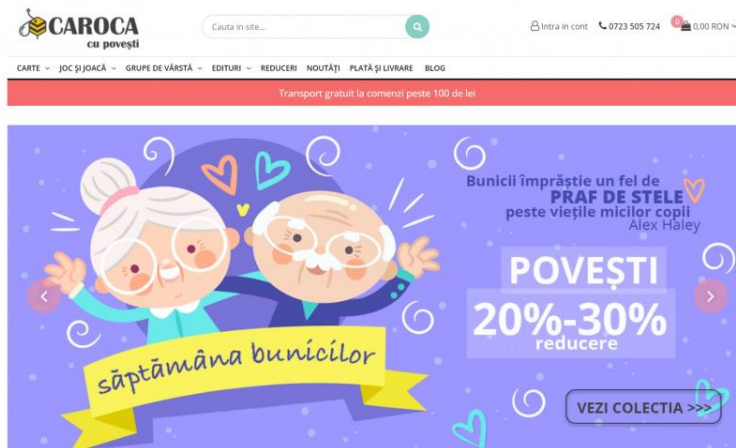 CAROCA
cu povești
Cauta in site...
Intra in cont
0723 505 724
0
0,00 RON
CARTE
JOC ȘI JOACĂ
GRUPE DE VÂRSTĂ
EDITURI
REDUCERI
NOUTĂȚI
PLATĂ ȘI LIVRARE
BLOG
Transport gratuit la comenzi peste 100 de lei
Bunicii împrăștie un fel de
PRAF DE STELE
peste viețile micilor copii
Alex Haley
POVEȘTI
20%-30%
reducere
săptămâna bunicilor
VEZI COLECTIA >>>